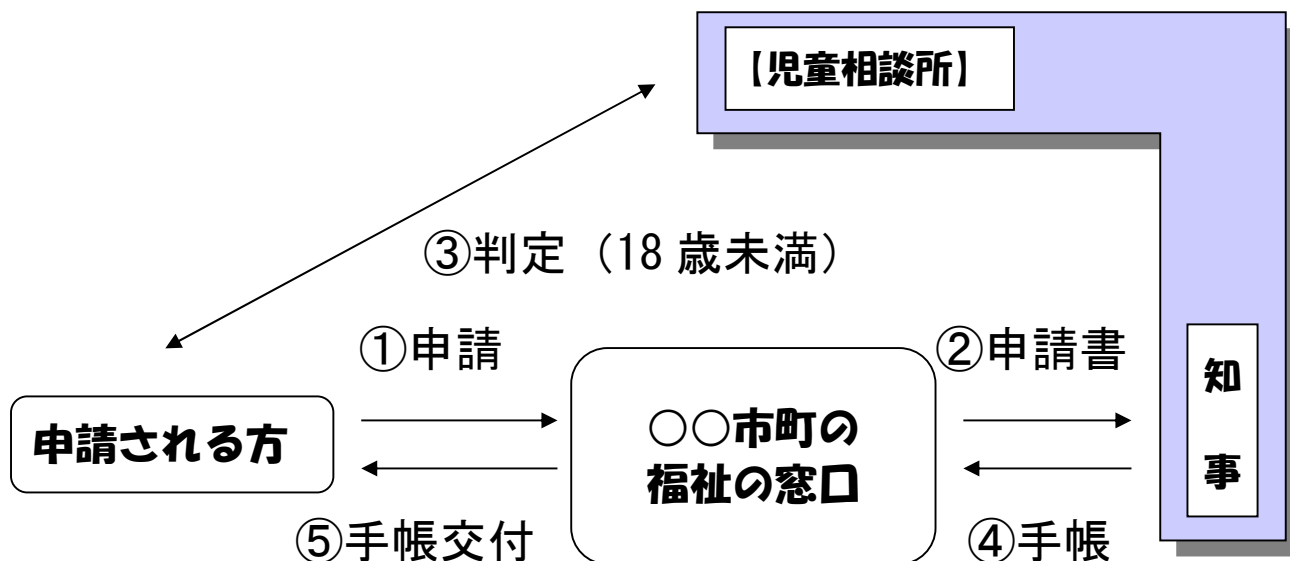 【児童相談所】
③判定（18歳未満）
①申請
②申請書
申請される方
○○市町の
福祉の窓口
知
事
⑤手帳交付
④手帳